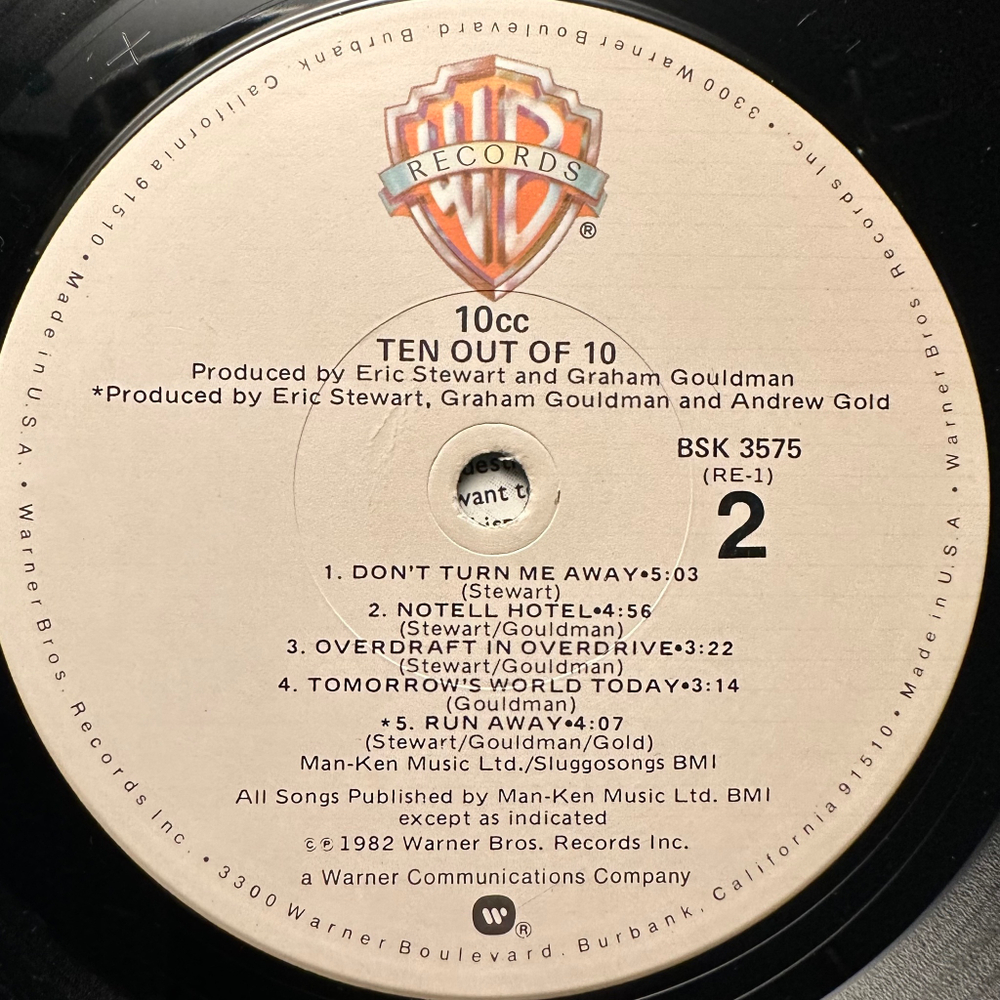 WB
RECORDS
®
10cc
TEN OUT OF 10
Produced by Eric Stewart and Graham Gouldman
*Produced by Eric Stewart, Graham Gouldman and Andrew Gold
BSK 3575
(RE-1)
2
want
1. DON'T TURN ME AWAY•5:03
(Stewart)
2. NOTELL HOTEL•4:56
(Stewart/Gouldman)
3. OVERDRAFT IN OVERDRIVE•3:22
(Stewart/Gouldman)
4. TOMORROW'S WORLD TODAY•3:14
(Gouldman)
*5. RUN AWAY•4:07
(Stewart/Gouldman/Gold)
Man-Ken Music Ltd./Sluggosongs BMI
All Songs Published by Man-Ken Music Ltd. BMI
except as indicated
©℗1982 Warner Bros. Records Inc.
a Warner Communications Company
®
Made in U.S.A. • Warner Bros. Records Inc. • 3300 Warner Boulevard. Burbank, California 91510 • Made in U.S.A. • Warner Bros. Records Inc. • 3300 Warner Boulevard. Burbank, California 91510 •